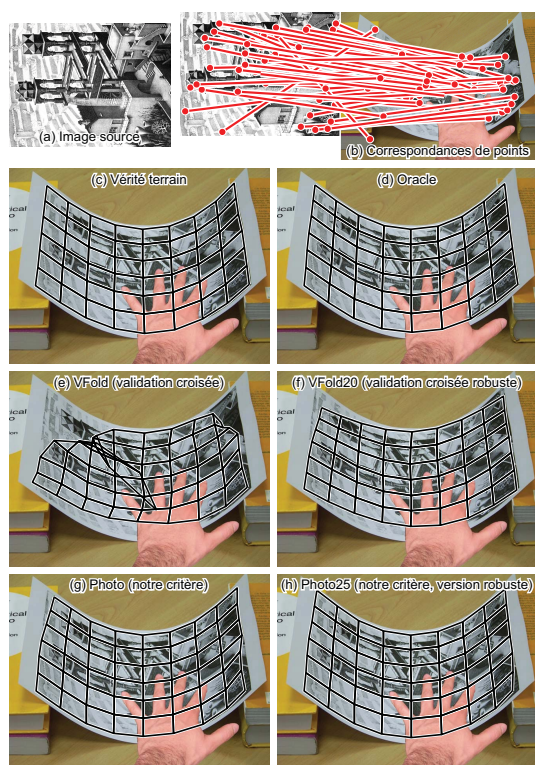 (a) Image source
(b) Correspondances de points
(c) Vérité terrain
(d) Oracle
(e) VFold (validation croisée)
(f) VFold20 (validation croisée robuste)
(g) Photo (notre critère)
(h) Photo25 (notre critère, version robuste)